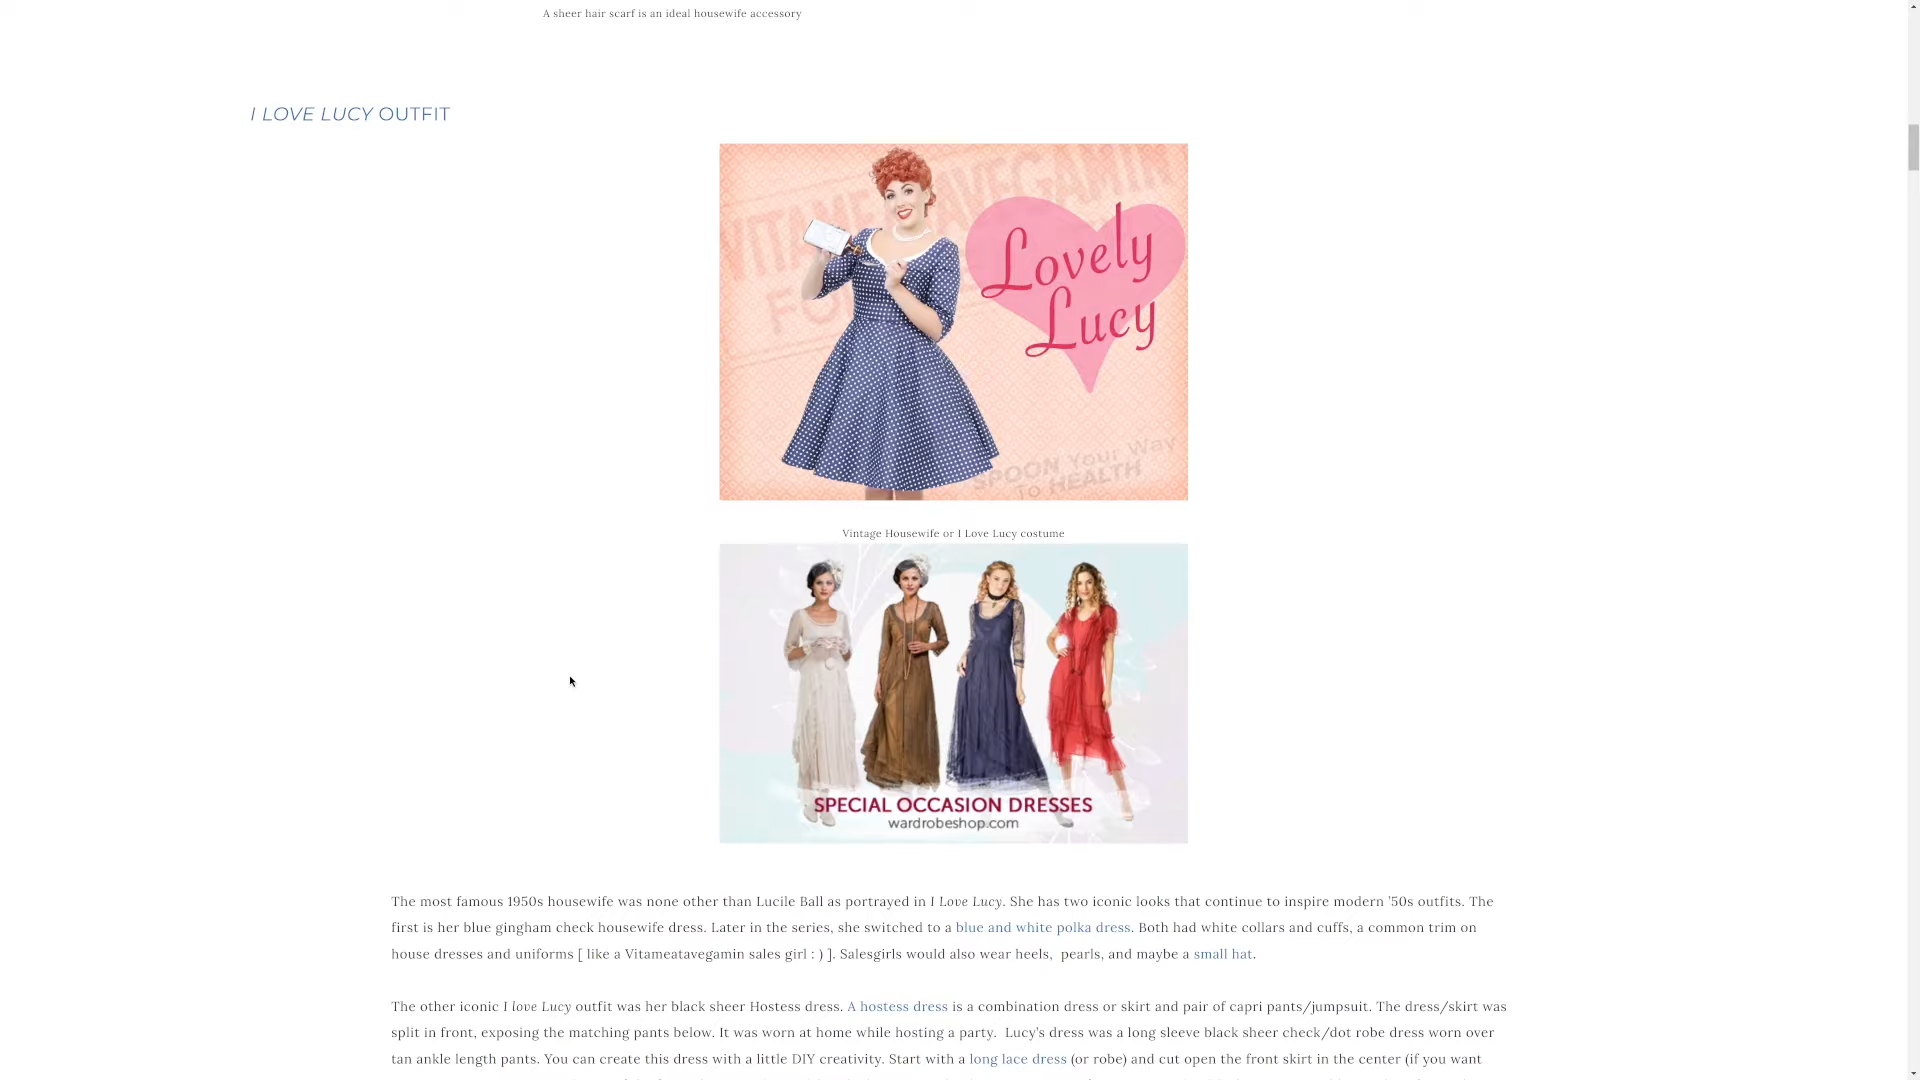 A sheer hair scarf is an ideal housewife accessory
I LOVE LUCY OUTFIT
VITAMEATAVEGAMIN
FO
Lovely
Lucy
SPOON Your Way
To HEALTH
Vintage Housewife or I Love Lucy costume
SPECIAL OCCASION DRESSES
wardrobeshop.com
The most famous 1950s housewife was none other than Lucile Ball as portrayed in I Love Lucy. She has two iconic looks that continue to inspire modern ’50s outfits. The
first is her blue gingham check housewife dress. Later in the series, she switched to a blue and white polka dress. Both had white collars and cuffs, a common trim on
house dresses and uniforms [ like a Vitameatavegamin sales girl : ) ]. Salesgirls would also wear heels,  pearls, and maybe a small hat.
The other iconic I love Lucy outfit was her black sheer Hostess dress. A hostess dress is a combination dress or skirt and pair of capri pants/jumpsuit. The dress/skirt was
split in front, exposing the matching pants below. It was worn at home while hosting a party.  Lucy’s dress was a long sleeve black sheer check/dot robe dress worn over
tan ankle length pants. You can create this dress with a little DIY creativity. Start with a long lace dress (or robe) and cut open the front skirt in the center (if you want